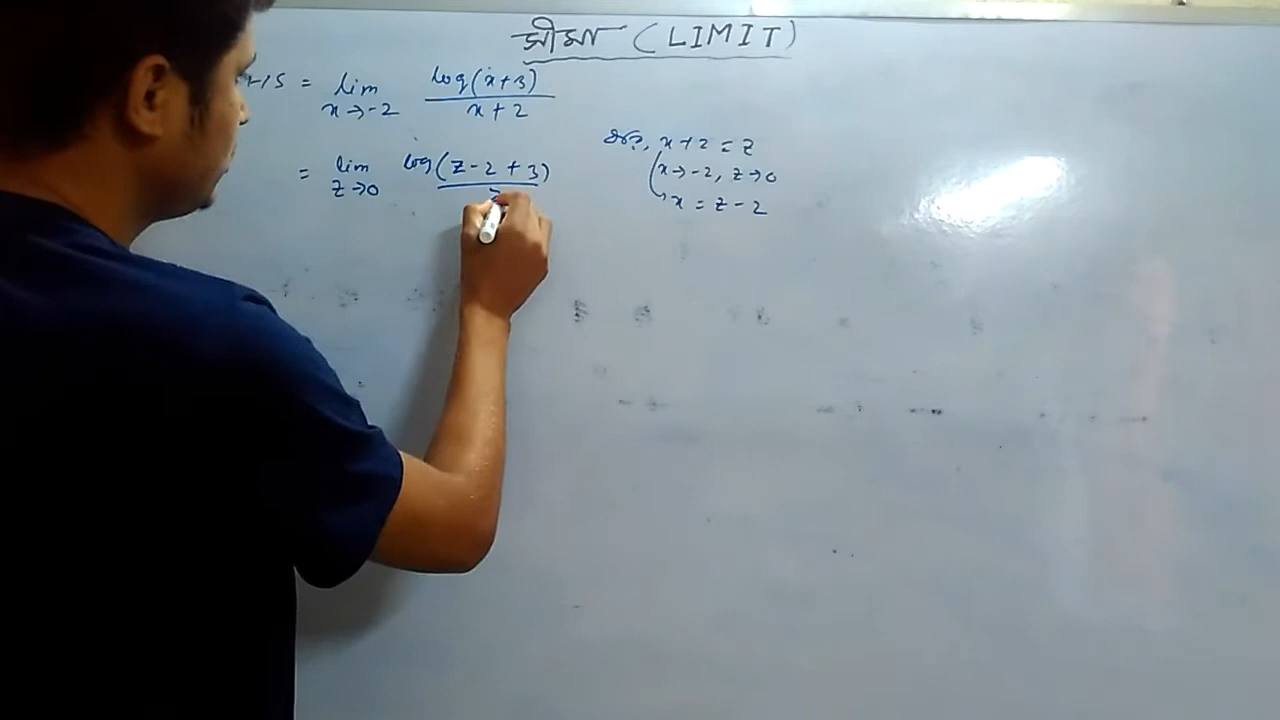 সীমা (LIMIT)
H/S = lim x→-2 log(x+3) / x+2
ধরি, x+2 = z
x→-2, z→0
x = z-2
= lim z→0 log(z-2+3) / z